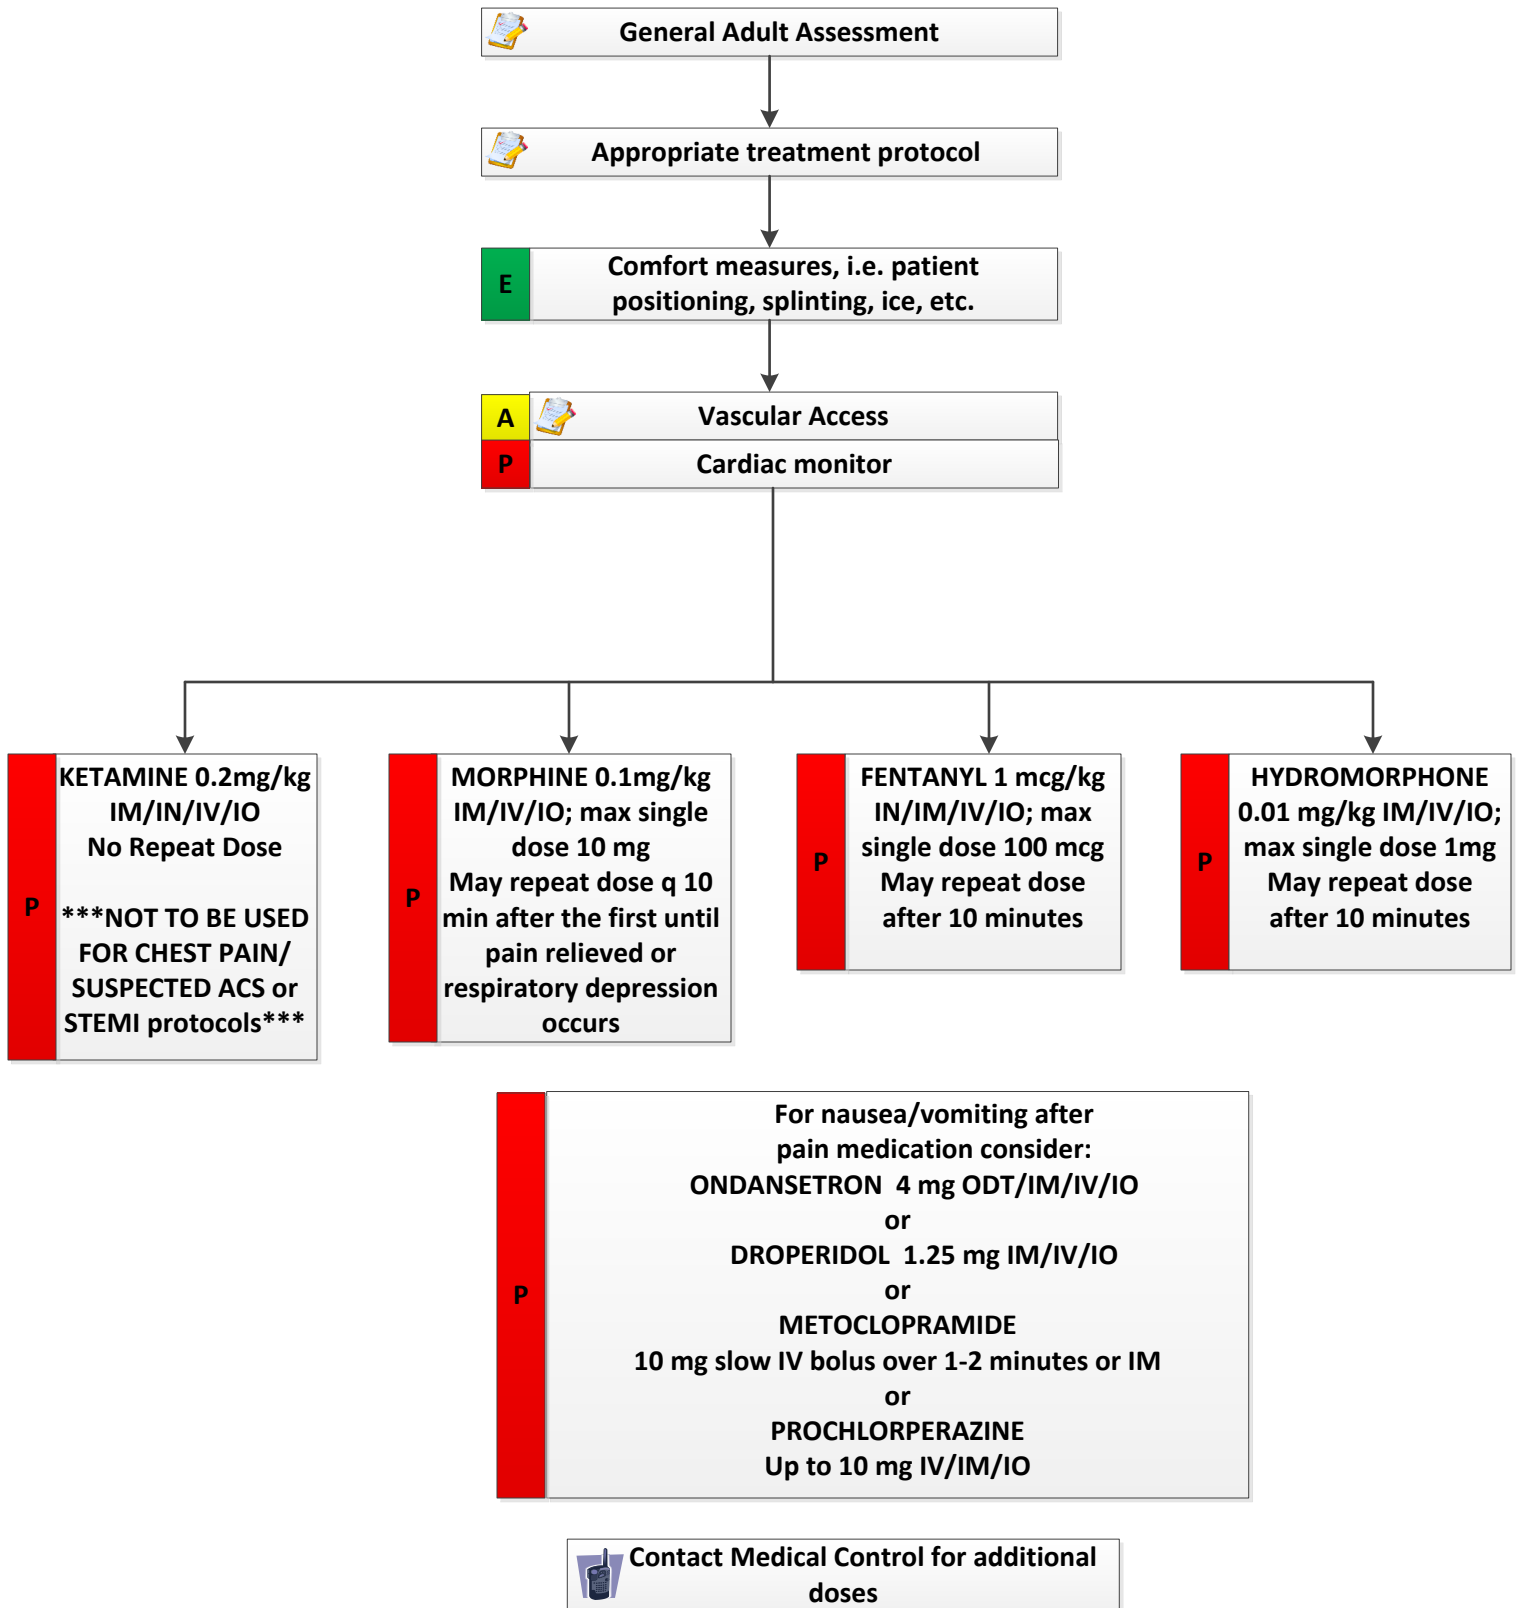 General Adult Assessment
Appropriate treatment protocol
E
Comfort measures, i.e. patient
positioning, splinting, ice, etc.
A
Vascular Access
P
Cardiac monitor
P
KETAMINE 0.2mg/kg
IM/IN/IV/IO
No Repeat Dose
***NOT TO BE USED
FOR CHEST PAIN/
SUSPECTED ACS or
STEMI protocols***
P
MORPHINE 0.1mg/kg
IM/IV/IO; max single
dose 10 mg
May repeat dose q 10
min after the first until
pain relieved or
respiratory depression
occurs
P
FENTANYL 1 mcg/kg
IN/IM/IV/IO; max
single dose 100 mcg
May repeat dose
after 10 minutes
P
HYDROMORPHONE
0.01 mg/kg IM/IV/IO;
max single dose 1mg
May repeat dose
after 10 minutes
P
For nausea/vomiting after
pain medication consider:
ONDANSETRON  4 mg ODT/IM/IV/IO
or
DROPERIDOL  1.25 mg IM/IV/IO
or
METOCLOPRAMIDE
10 mg slow IV bolus over 1-2 minutes or IM
or
PROCHLORPERAZINE
Up to 10 mg IV/IM/IO
Contact Medical Control for additional
doses